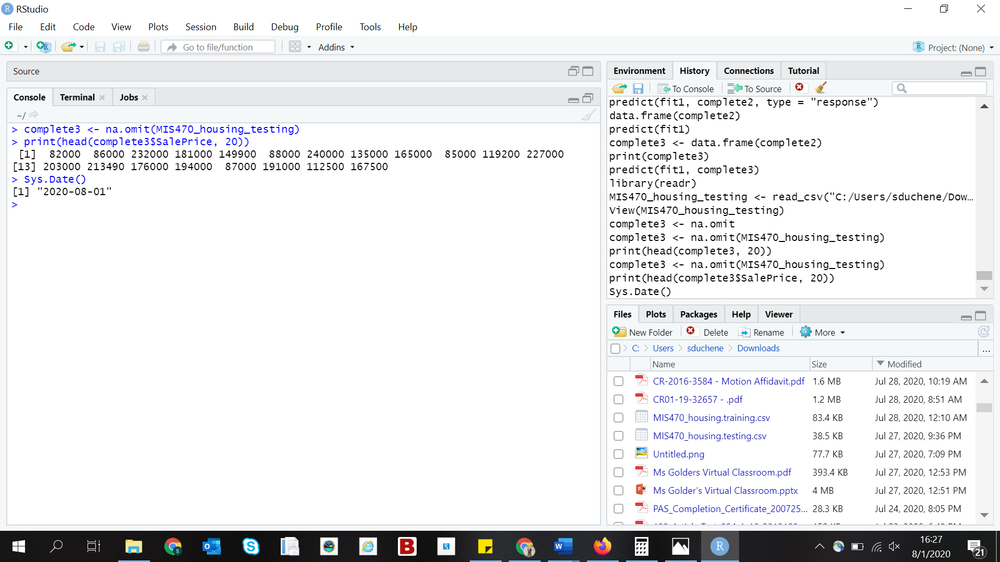 RStudio
File Edit Code View Plots Session Build Debug Profile Tools Help
Go to file/function Addins Project: (None)
Source
Console Terminal Jobs
~/
> complete3 <- na.omit(MIS470_housing_testing)
> print(head(complete3$SalePrice, 20))
[1] 82000 86000 232000 181000 149900 88000 240000 135000 165000 85000 119200 227000
[13] 203000 213490 176000 194000 87000 191000 112500 167500
> Sys.Date()
[1] "2020-08-01"
>
Environment History Connections Tutorial
To Console To Source
predict(fit1, complete2, type = "response")
data.frame(complete2)
predict(fit1)
complete3 <- data.frame(complete2)
print(complete3)
predict(fit1, complete3)
library(readr)
MIS470_housing_testing <- read_csv("C:/Users/sduchene/Dow…
View(MIS470_housing_testing)
complete3 <- na.omit
complete3 <- na.omit(MIS470_housing_testing)
print(head(complete3, 20))
complete3 <- na.omit(MIS470_housing_testing)
print(head(complete3$SalePrice, 20))
Sys.Date()
Files Plots Packages Help Viewer
New Folder Delete Rename More
C: Users sduchene Downloads ...
Name Size Modified
CR-2016-3584 - Motion Affidavit.pdf 1.6 MB Jul 28, 2020, 10:19 AM
CR01-19-32657 - .pdf 1.2 MB Jul 28, 2020, 8:51 AM
MIS470_housing.training.csv 83.4 KB Jul 28, 2020, 12:10 AM
MIS470_housing.testing.csv 38.5 KB Jul 27, 2020, 9:36 PM
Untitled.png 77.7 KB Jul 27, 2020, 7:09 PM
Ms Golders Virtual Classroom.pdf 393.4 KB Jul 27, 2020, 12:53 PM
Ms Golder's Virtual Classroom.pptx 4 MB Jul 27, 2020, 12:51 PM
PAS_Completion_Certificate_200725... 28.3 KB Jul 24, 2020, 8:05 PM
16:27
8/1/2020
21